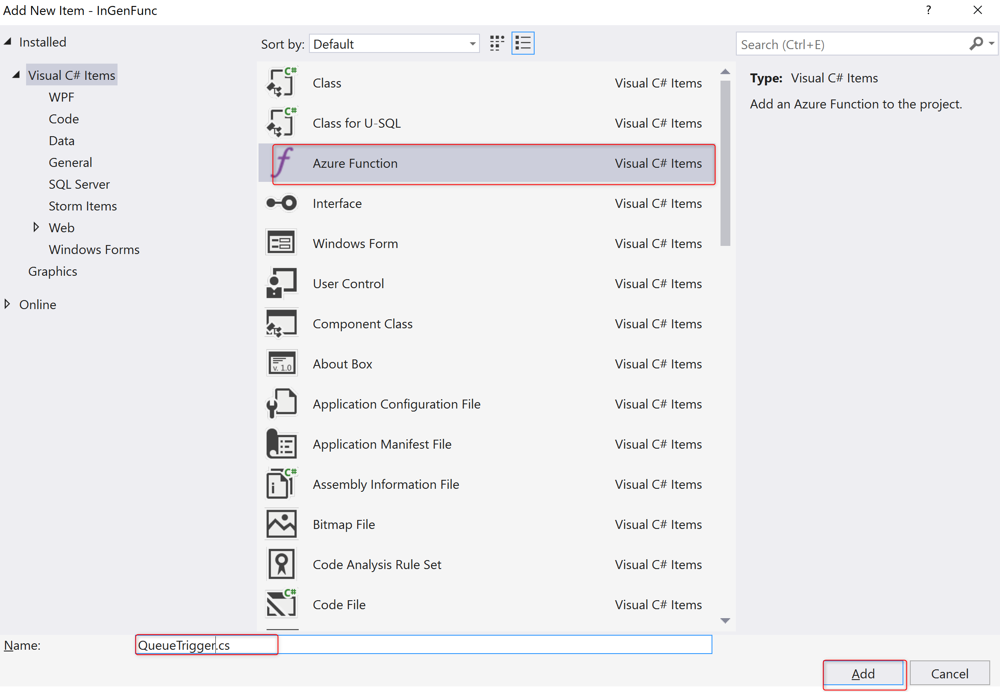 Add New Item - InGenFunc
?
Installed
Visual C# Items
WPF
Code
Data
General
SQL Server
Storm Items
Web
Windows Forms
Graphics
Online
Sort by: Default
C#
Class Visual C# Items
C#
Class for U-SQL Visual C# Items
Azure Function Visual C# Items
Interface Visual C# Items
Windows Form Visual C# Items
User Control Visual C# Items
Component Class Visual C# Items
v. 1.0
About Box Visual C# Items
Application Configuration File Visual C# Items
Application Manifest File Visual C# Items
C#
Assembly Information File Visual C# Items
Bitmap File Visual C# Items
Code Analysis Rule Set Visual C# Items
C#
Code File Visual C# Items
Search (Ctrl+E)
Type: Visual C# Items
Add an Azure Function to the project.
Name: QueueTrigger.cs
Add Cancel